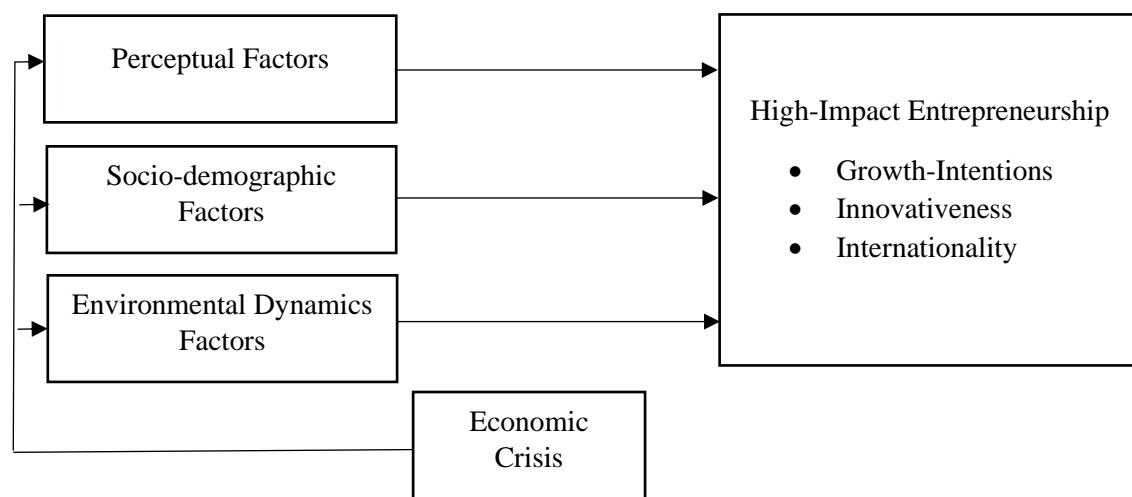 Perceptual Factors
Socio-demographic
Factors
Environmental Dynamics
Factors
Economic
Crisis
High-Impact Entrepreneurship
• Growth-Intentions
• Innovativeness
• Internationality